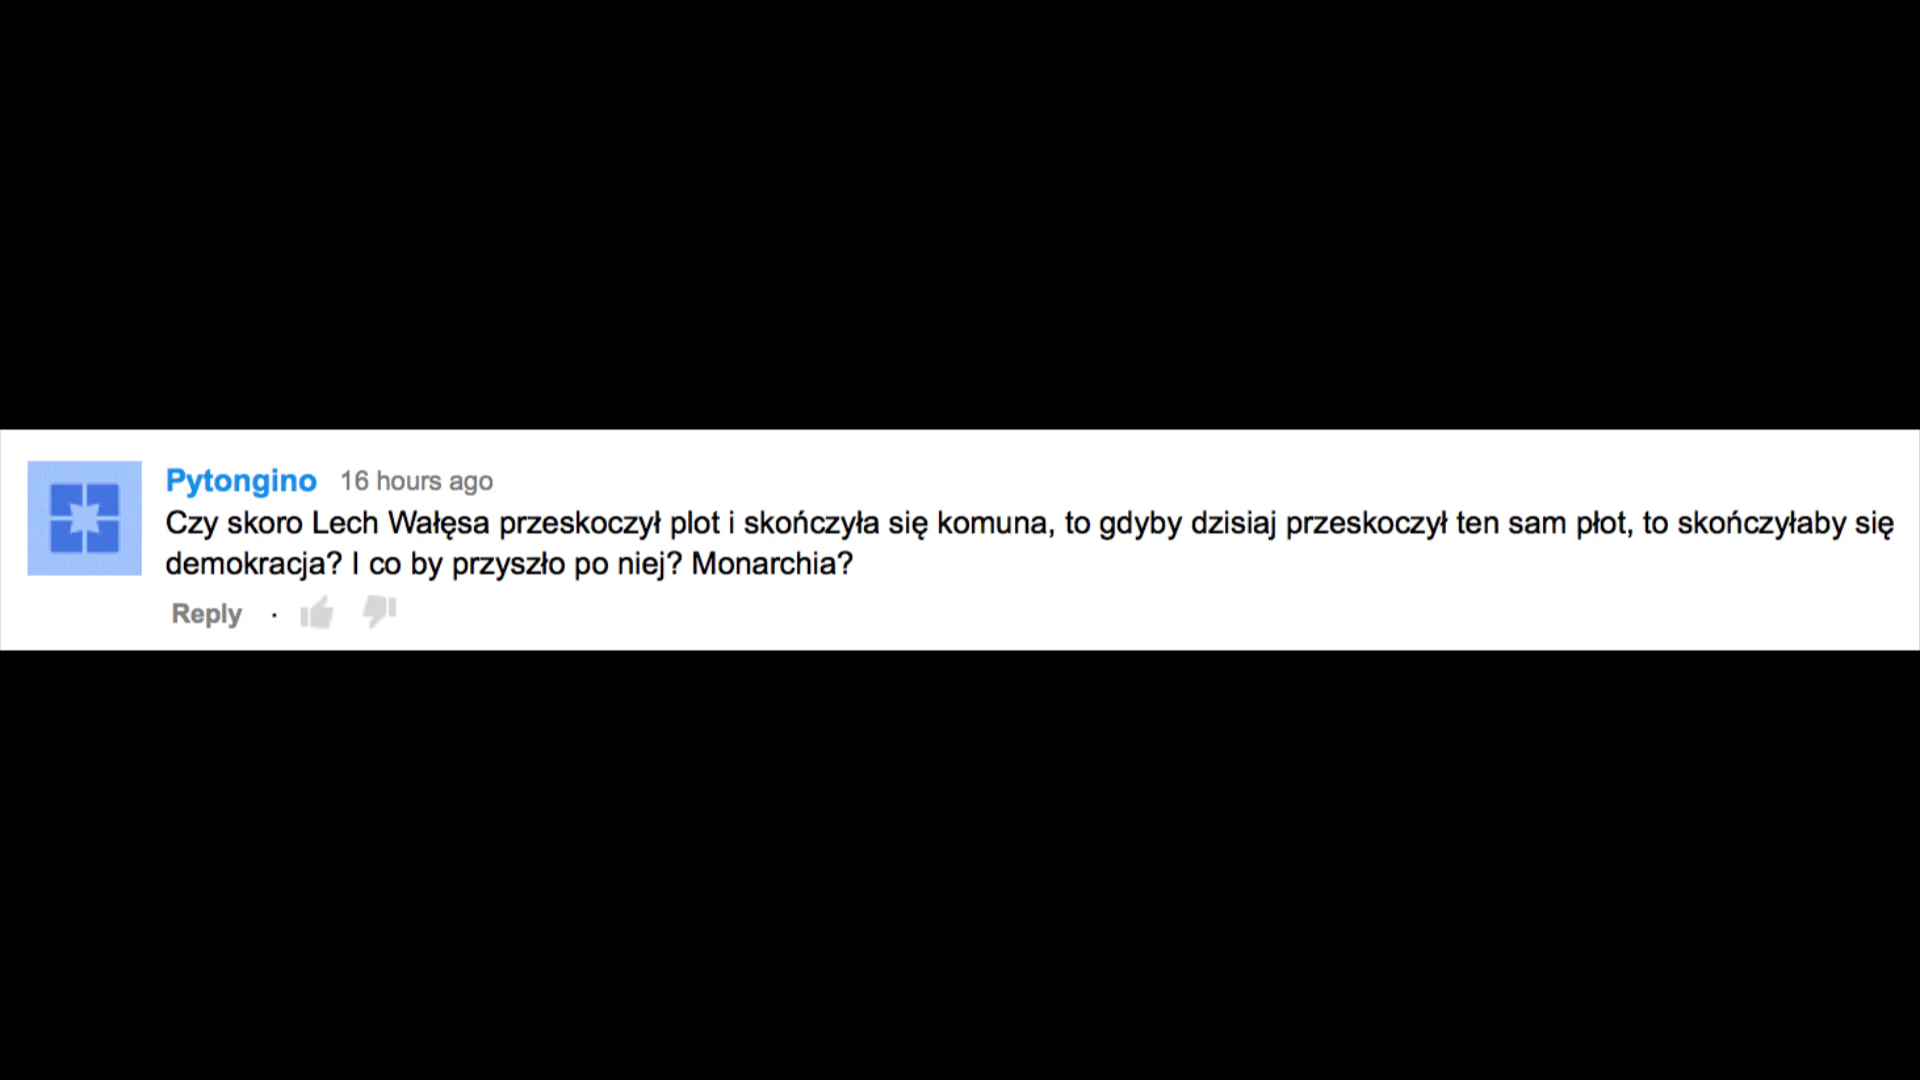 Pytongino 16 hours ago
Czy skoro Lech Wałęsa przeskoczył plot i skończyła się komuna, to gdyby dzisiaj przeskoczył ten sam płot, to skończyłaby się
demokracja? I co by przyszło po niej? Monarchia?
Reply ·